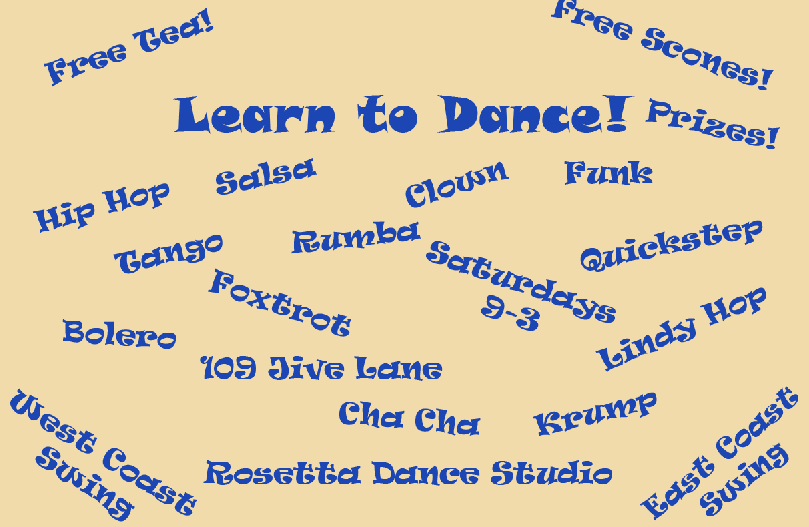 Free Tea!
Free Scones!
Learn to Dance!
Prizes!
Hip Hop
Salsa
Clown
Funk
Tango
Rumba
Saturdays
9-3
Quickstep
Foxtrot
Bolero
Lindy Hop
109 Jive Lane
Cha Cha
Krump
West Coast
Swing
Rosetta Dance Studio
East Coast
Swing